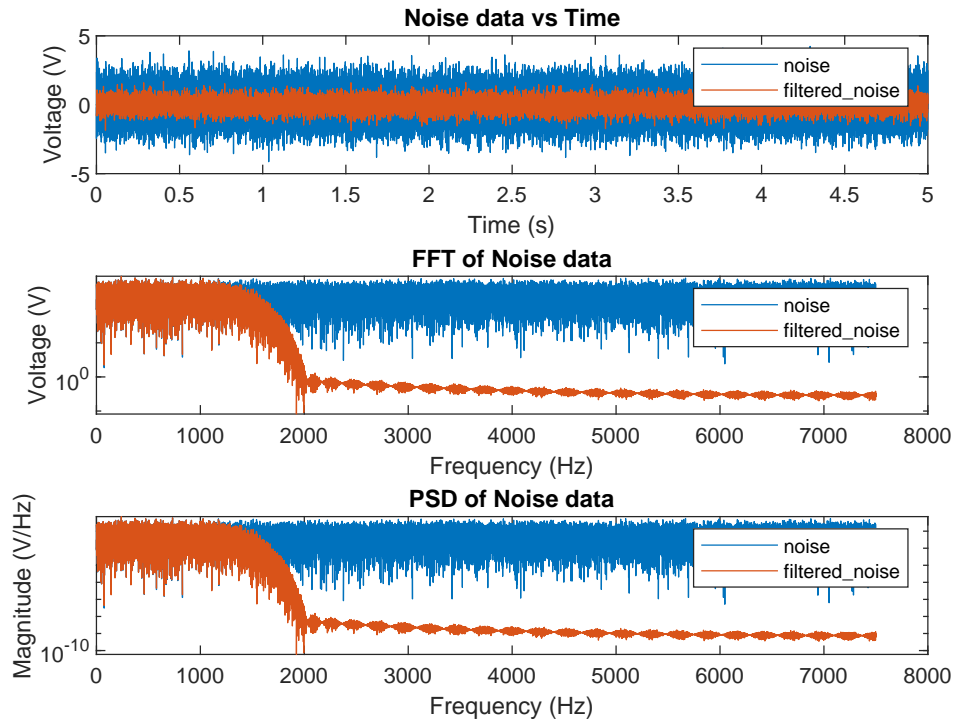 Noise data vs Time
Voltage (V)
5
0
-5
noise
filtered_noise
0 0.5 1 1.5 2 2.5 3 3.5 4 4.5 5
Time (s)
FFT of Noise data
Voltage (V)
10^0
noise
filtered_noise
0 1000 2000 3000 4000 5000 6000 7000 8000
Frequency (Hz)
PSD of Noise data
Magnitude (V/Hz)
10^-10
noise
filtered_noise
0 1000 2000 3000 4000 5000 6000 7000 8000
Frequency (Hz)